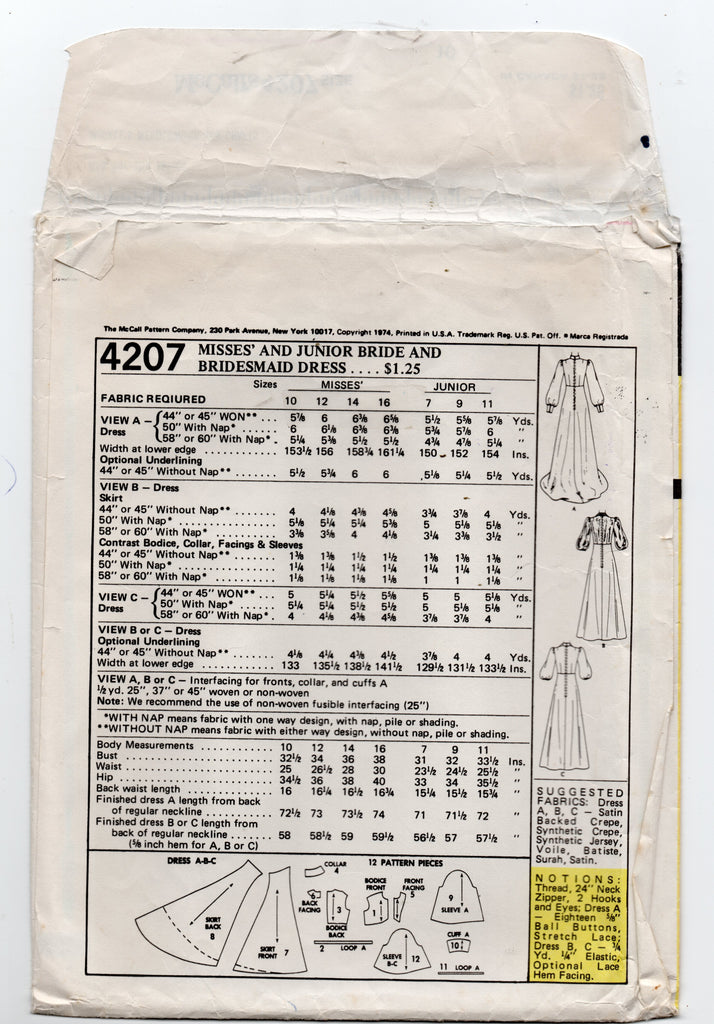 The McCall Pattern Company, 230 Park Avenue, New York 10017, Copyright 1974, Printed in U.S.A. Trademark Reg. U.S. Pat. Off. • Marca Registrada
4207 MISSES' AND JUNIOR BRIDE AND
BRIDESMAID DRESS .... $1.25
Sizes MISSES' JUNIOR
FABRIC REQIURED 10 12 14 16 7 9 11
VIEW A – Dress
44" or 45" WON** ... 5⅞ 6 6⅜ 6⅝ 5½ 5⅝ 5⅞ Yds.
50" With Nap* ..... 6 6⅛ 6⅜ 6⅜ 5¾ 5⅞ 6 "
58" or 60" With Nap* . 5¼ 5⅜ 5½ 5½ 4¾ 4⅞ 5¼ "
Width at lower edge ........ 153½ 156 158¾ 161¼ 150 152 154 Ins.
Optional Underlining
44" or 45" Without Nap** ... 5½ 5¾ 6 6 5⅛ 5¼ 5½ Yds.
VIEW B – Dress
Skirt
44" or 45" Without Nap** ..... 4 4⅛ 4⅜ 4⅝ 3¾ 3⅞ 4 Yds.
50" With Nap* ............. 5⅛ 5¼ 5¼ 5⅜ 5 5⅛ 5⅛ "
58" or 60" With Nap* ........ 3⅜ 3⅝ 4 4⅛ 3¼ 3⅜ 3½ "
Contrast Bodice, Collar, Facings & Sleeves
44" or 45" Without Nap** ..... 1⅜ 1⅜ 1½ 1½ 1⅜ 1⅜ 1⅜ "
50" With Nap* ............. 1¼ 1¼ 1¼ 1¼ 1¼ 1¼ 1¼ "
58" or 60" With Nap* ........ 1⅛ 1⅛ 1⅛ 1⅛ 1 1 1⅛ "
VIEW C – Dress
44" or 45" WON** ... 5 5¼ 5½ 5⅝ 5 5 5⅛ Yds.
50" With Nap* ..... 5¼ 5¼ 5½ 5½ 5 5⅛ 5⅛ "
58" or 60" With Nap* . 4 4⅛ 4⅜ 4⅝ 3⅞ 3⅞ 4 "
VIEW B or C – Dress
Optional Underlining
44" or 45" Without Nap** ..... 4⅛ 4¼ 4⅜ 4½ 3⅞ 4 4 Yds.
Width at lower edge .......... 133 135½ 138½ 141½ 129½ 131½ 133½ Ins.
VIEW A, B or C – Interfacing for fronts, collar, and cuffs A
½ yd. 25", 37" or 45" woven or non-woven
Note: We recommend the use of non-woven fusible interfacing (25")
*WITH NAP means fabric with one way design, with nap, pile or shading.
**WITHOUT NAP means fabric with either way design, without nap, pile or shading.
Body Measurements ............ 10 12 14 16 7 9 11
Bust ....................... 32½ 34 36 38 31 32 33½ Ins.
Waist ...................... 25 26½ 28 30 23½ 24½ 25½ "
Hip ........................ 34½ 36 38 40 33 34 35½ "
Back waist length ............ 16 16¼ 16½ 16¾ 15¼ 15½ 15¾ "
Finished dress A length from back
of regular neckline .......... 72½ 73 73½ 74 71 71½ 72 "
Finished dress B or C length from
back of regular neckline ...... 58 58½ 59 59½ 56½ 57 57½ "
(⅝ inch hem for A, B or C)
A
B
C
SUGGESTED
FABRICS: Dress
A, B, C – Satin
Backed Crepe,
Synthetic Crepe,
Synthetic Jersey,
Voile, Batiste,
Surah, Satin.
NOTIONS:
Thread, 24" Neck
Zipper, 2 Hooks
and Eyes; Dress A
– Eighteen ⅝"
Ball Buttons,
Stretch Lace;
Dress B, C – ¾
Yd. ¼" Elastic,
Optional Lace
Hem Facing.
DRESS A-B-C
12 PATTERN PIECES
COLLAR
4
SKIRT
BACK
8
SKIRT
FRONT 7
6
BACK
FACING
3
BODICE
BACK
BODICE
FRONT
1
FRONT
FACING
5
9
SLEEVE A
2 LOOP A
SLEEVE
B-C 12
CUFF A
10
11 LOOP A